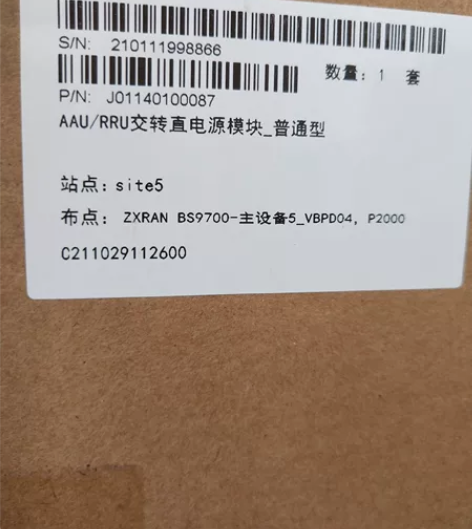 S/N: 210111998866
数量：1 套
P/N: J01140100087
AAU/RRU交转直电源模块_普通型
站点：site5
布点： ZXRAN BS9700-主设备5_VBPD04, P2000
C211029112600